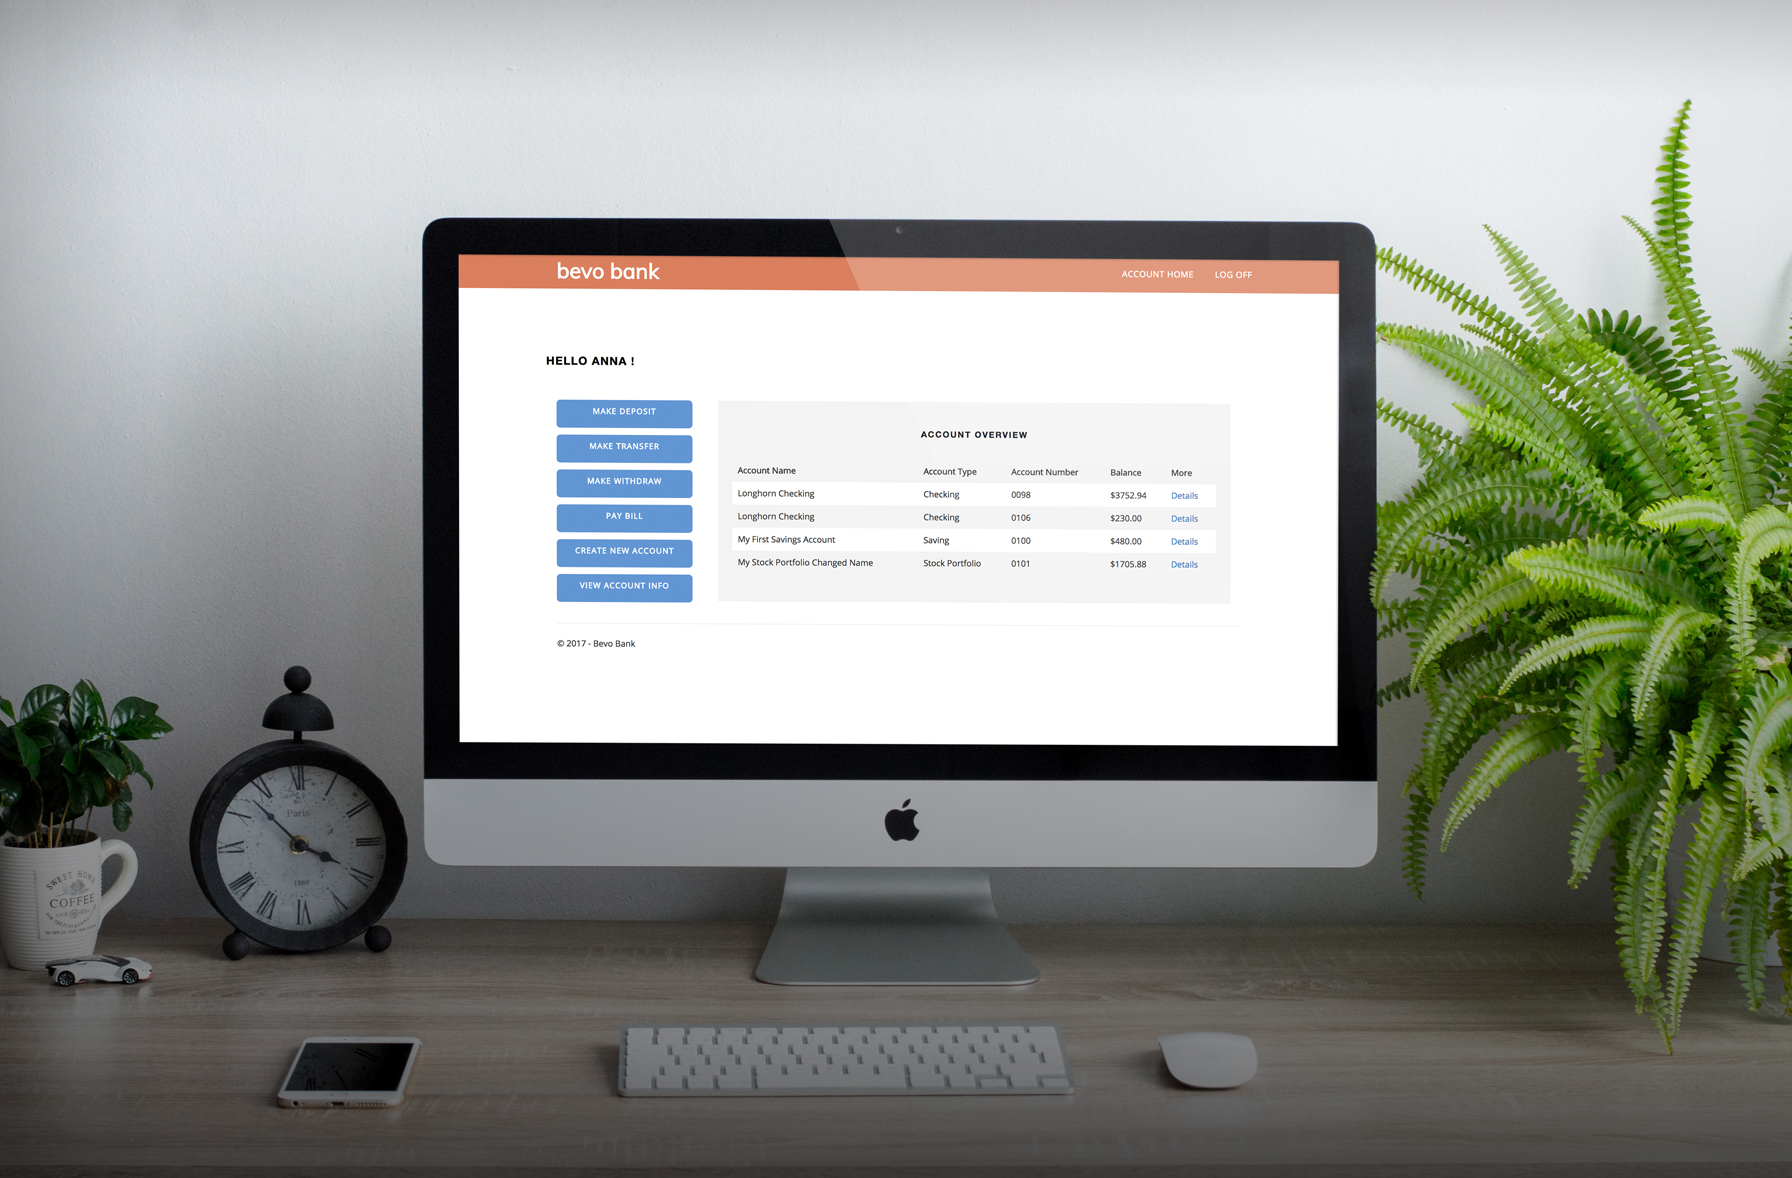 bevo bank
ACCOUNT HOME LOG OFF
HELLO ANNA !
MAKE DEPOSIT
MAKE TRANSFER
MAKE WITHDRAW
PAY BILL
CREATE NEW ACCOUNT
VIEW ACCOUNT INFO
ACCOUNT OVERVIEW
Account Name Account Type Account Number Balance More
Longhorn Checking Checking 0098 $3752.94 Details
Longhorn Checking Checking 0106 $230.00 Details
My First Savings Account Saving 0100 $480.00 Details
My Stock Portfolio Changed Name Stock Portfolio 0101 $1705.88 Details
© 2017 - Bevo Bank
Paris
1869
SWEET HOME
COFFEE